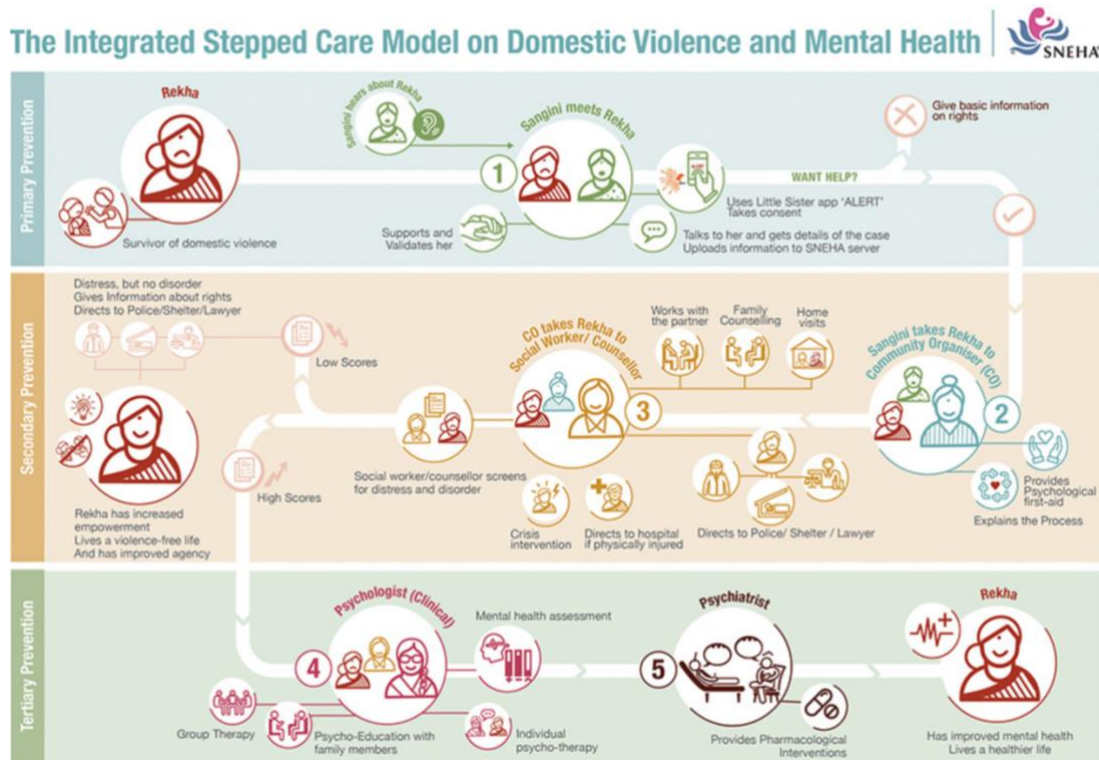 The Integrated Stepped Care Model on Domestic Violence and Mental Health
SNEHA
Primary Prevention
Rekha
Survivor of domestic violence
Sangini hears about Rekha
Sangini meets Rekha
1
Supports and
Validates her
ALERT
Uses Little Sister app ‘ALERT’
Takes consent
Talks to her and gets details of the case
Uploads information to SNEHA server
WANT HELP?
Give basic information
on rights
Secondary Prevention
Sangini takes Rekha to
Community Organiser (CO)
2
Provides
Psychological
first-aid
Explains the Process
CO takes Rekha to
Social Worker/ Counsellor
3
Works with
the partner
Family
Counselling
Home
visits
Directs to Police/ Shelter / Lawyer
Directs to hospital
if physically injured
Crisis
intervention
Social worker/counsellor screens
for distress and disorder
Low Scores
Distress, but no disorder
Gives Information about rights
Directs to Police/Shelter/Lawyer
Rekha has increased
empowerment
Lives a violence-free life
And has improved agency
High Scores
Tertiary Prevention
Psychologist (Clinical)
4
Mental health assessment
Group Therapy
Psycho-Education with
family members
Individual
psycho-therapy
Psychiatrist
5
Provides Pharmacological
Interventions
Rekha
Has improved mental health
Lives a healthier life